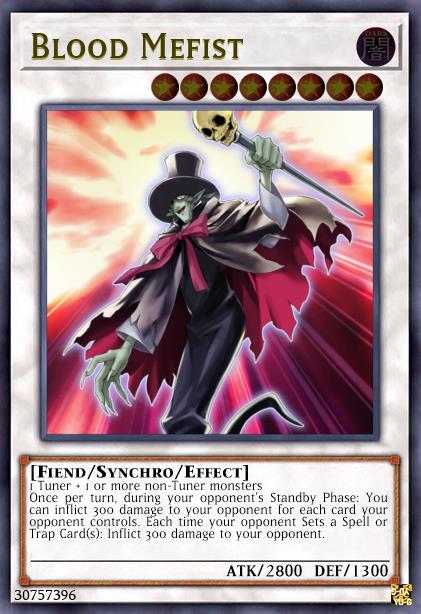 Blood Mefist
DARK
闇
[Fiend/Synchro/Effect]
1 Tuner + 1 or more non-Tuner monsters
Once per turn, during your opponent's Standby Phase: You
can inflict 300 damage to your opponent for each card your
opponent controls. Each time your opponent Sets a Spell or
Trap Card(s): Inflict 300 damage to your opponent.
ATK/2800 DEF/1300
30757396